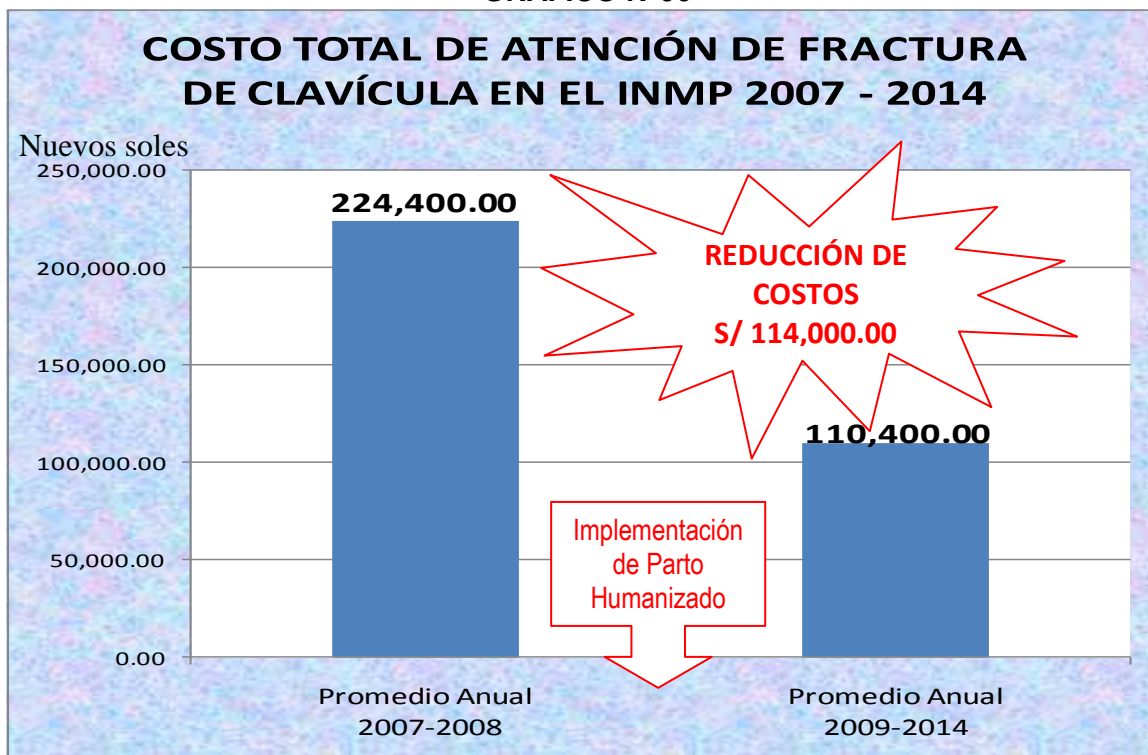 COSTO TOTAL DE ATENCIÓN DE FRACTURA
DE CLAVÍCULA EN EL INMP 2007 - 2014
Nuevos soles
250,000.00
200,000.00
150,000.00
100,000.00
50,000.00
0.00
224,400.00
REDUCCIÓN DE
COSTOS
S/ 114,000.00
110,400.00
Implementación
de Parto
Humanizado
Promedio Anual
2007-2008
Promedio Anual
2009-2014